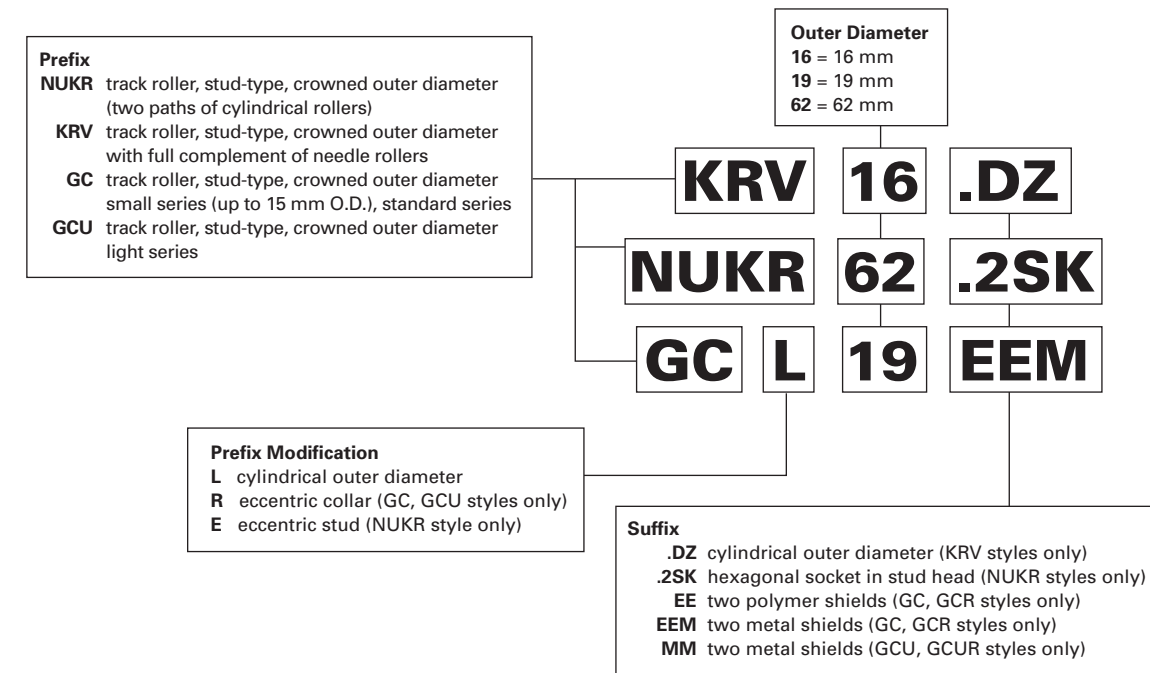 Outer Diameter
16 = 16 mm
19 = 19 mm
62 = 62 mm
Prefix
NUKR track roller, stud-type, crowned outer diameter
(two paths of cylindrical rollers)
KRV track roller, stud-type, crowned outer diameter
with full complement of needle rollers
GC track roller, stud-type, crowned outer diameter
small series (up to 15 mm O.D.), standard series
GCU track roller, stud-type, crowned outer diameter
light series
KRV 16 .DZ
NUKR 62 .2SK
GC L 19 EEM
Prefix Modification
L cylindrical outer diameter
R eccentric collar (GC, GCU styles only)
E eccentric stud (NUKR style only)
Suffix
.DZ cylindrical outer diameter (KRV styles only)
.2SK hexagonal socket in stud head (NUKR styles only)
EE two polymer shields (GC, GCR styles only)
EEM two metal shields (GC, GCR styles only)
MM two metal shields (GCU, GCUR styles only)